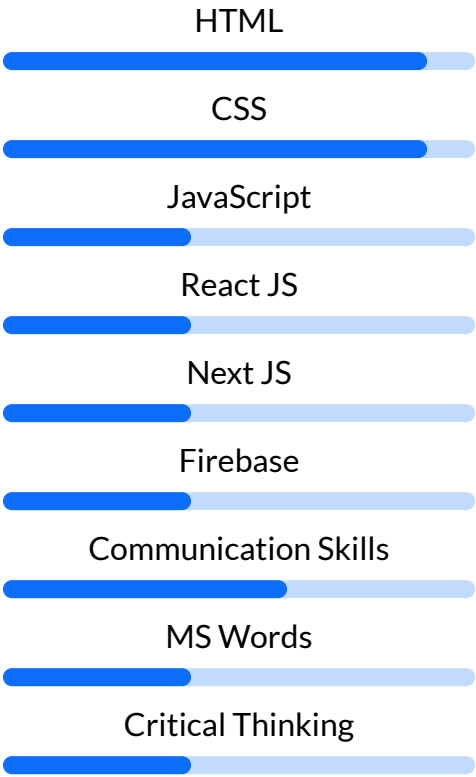 HTML
CSS
JavaScript
React JS
Next JS
Firebase
Communication Skills
MS Words
Critical Thinking